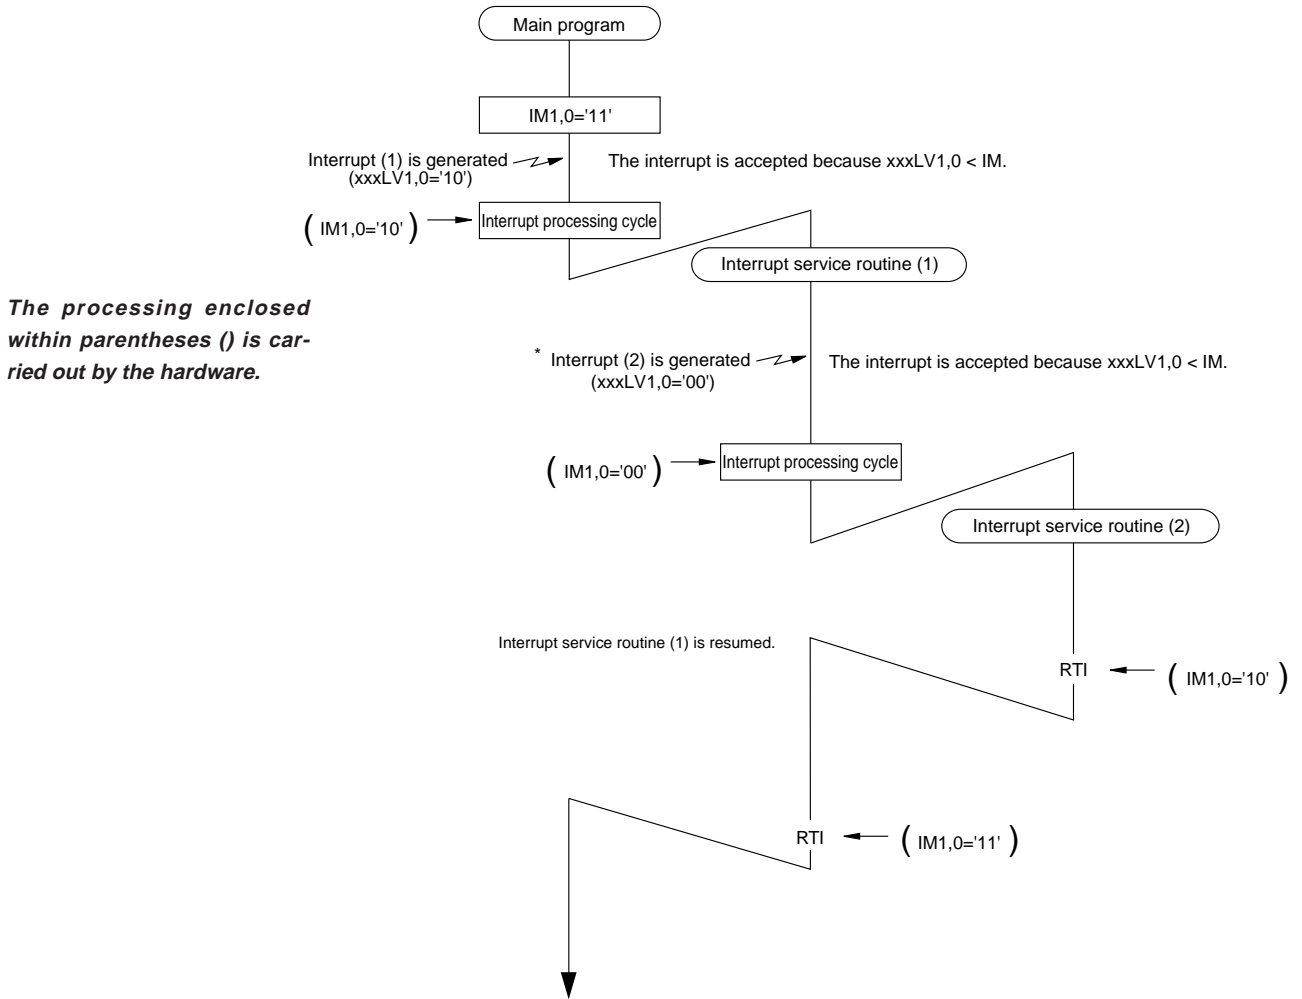 Main program
IM1,0='11'
Interrupt (1) is generated
(xxxLV1,0='10')
The interrupt is accepted because xxxLV1,0 < IM.
( IM1,0='10' )
Interrupt processing cycle
Interrupt service routine (1)
The processing enclosed
within parentheses () is car-
ried out by the hardware.
* Interrupt (2) is generated
(xxxLV1,0='00')
The interrupt is accepted because xxxLV1,0 < IM.
( IM1,0='00' )
Interrupt processing cycle
Interrupt service routine (2)
Interrupt service routine (1) is resumed.
RTI
( IM1,0='10' )
RTI
( IM1,0='11' )